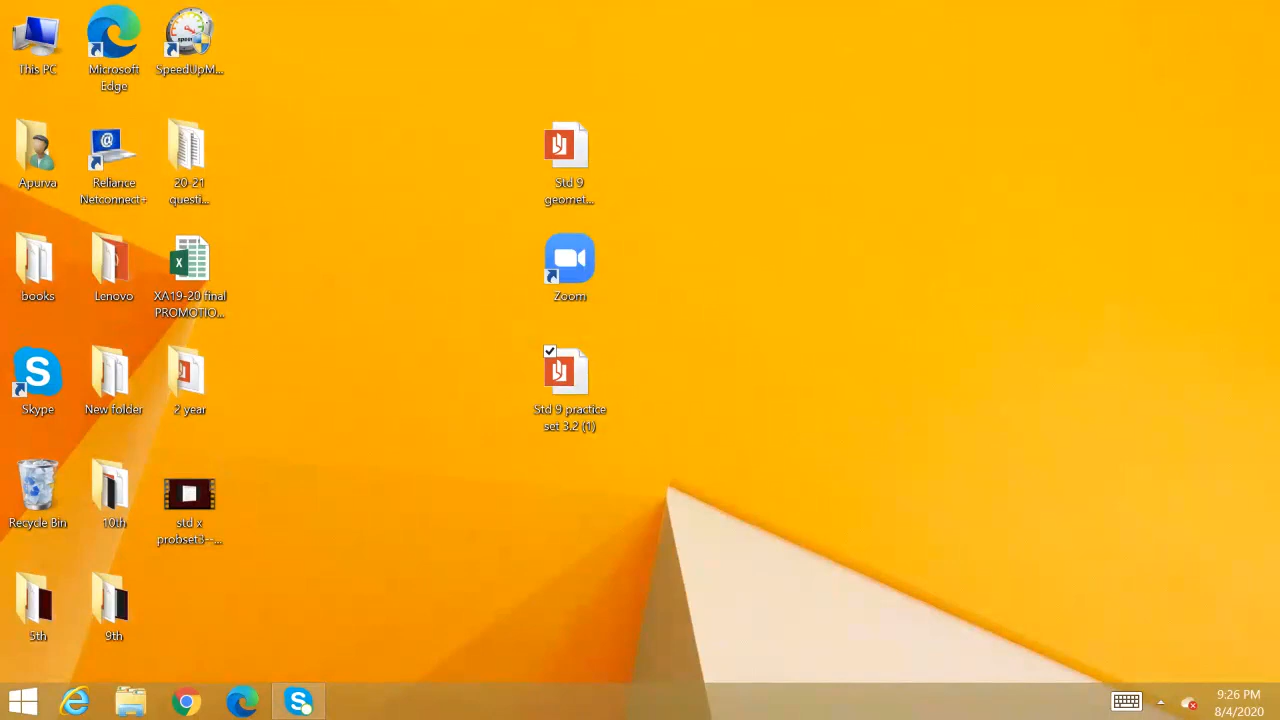 This PC
Microsoft
Edge
SpeedUpM...
Apurva
Reliance
Netconnect+
20-21
questi...
Std 9
geomet...
books
Lenovo
XA19-20 final
PROMOTIO...
Zoom
Skype
New folder
2 year
Std 9 practice
set 3.2 (1)
Recycle Bin
10th
std x
probset3--...
9th
9:26 PM
8/4/2020